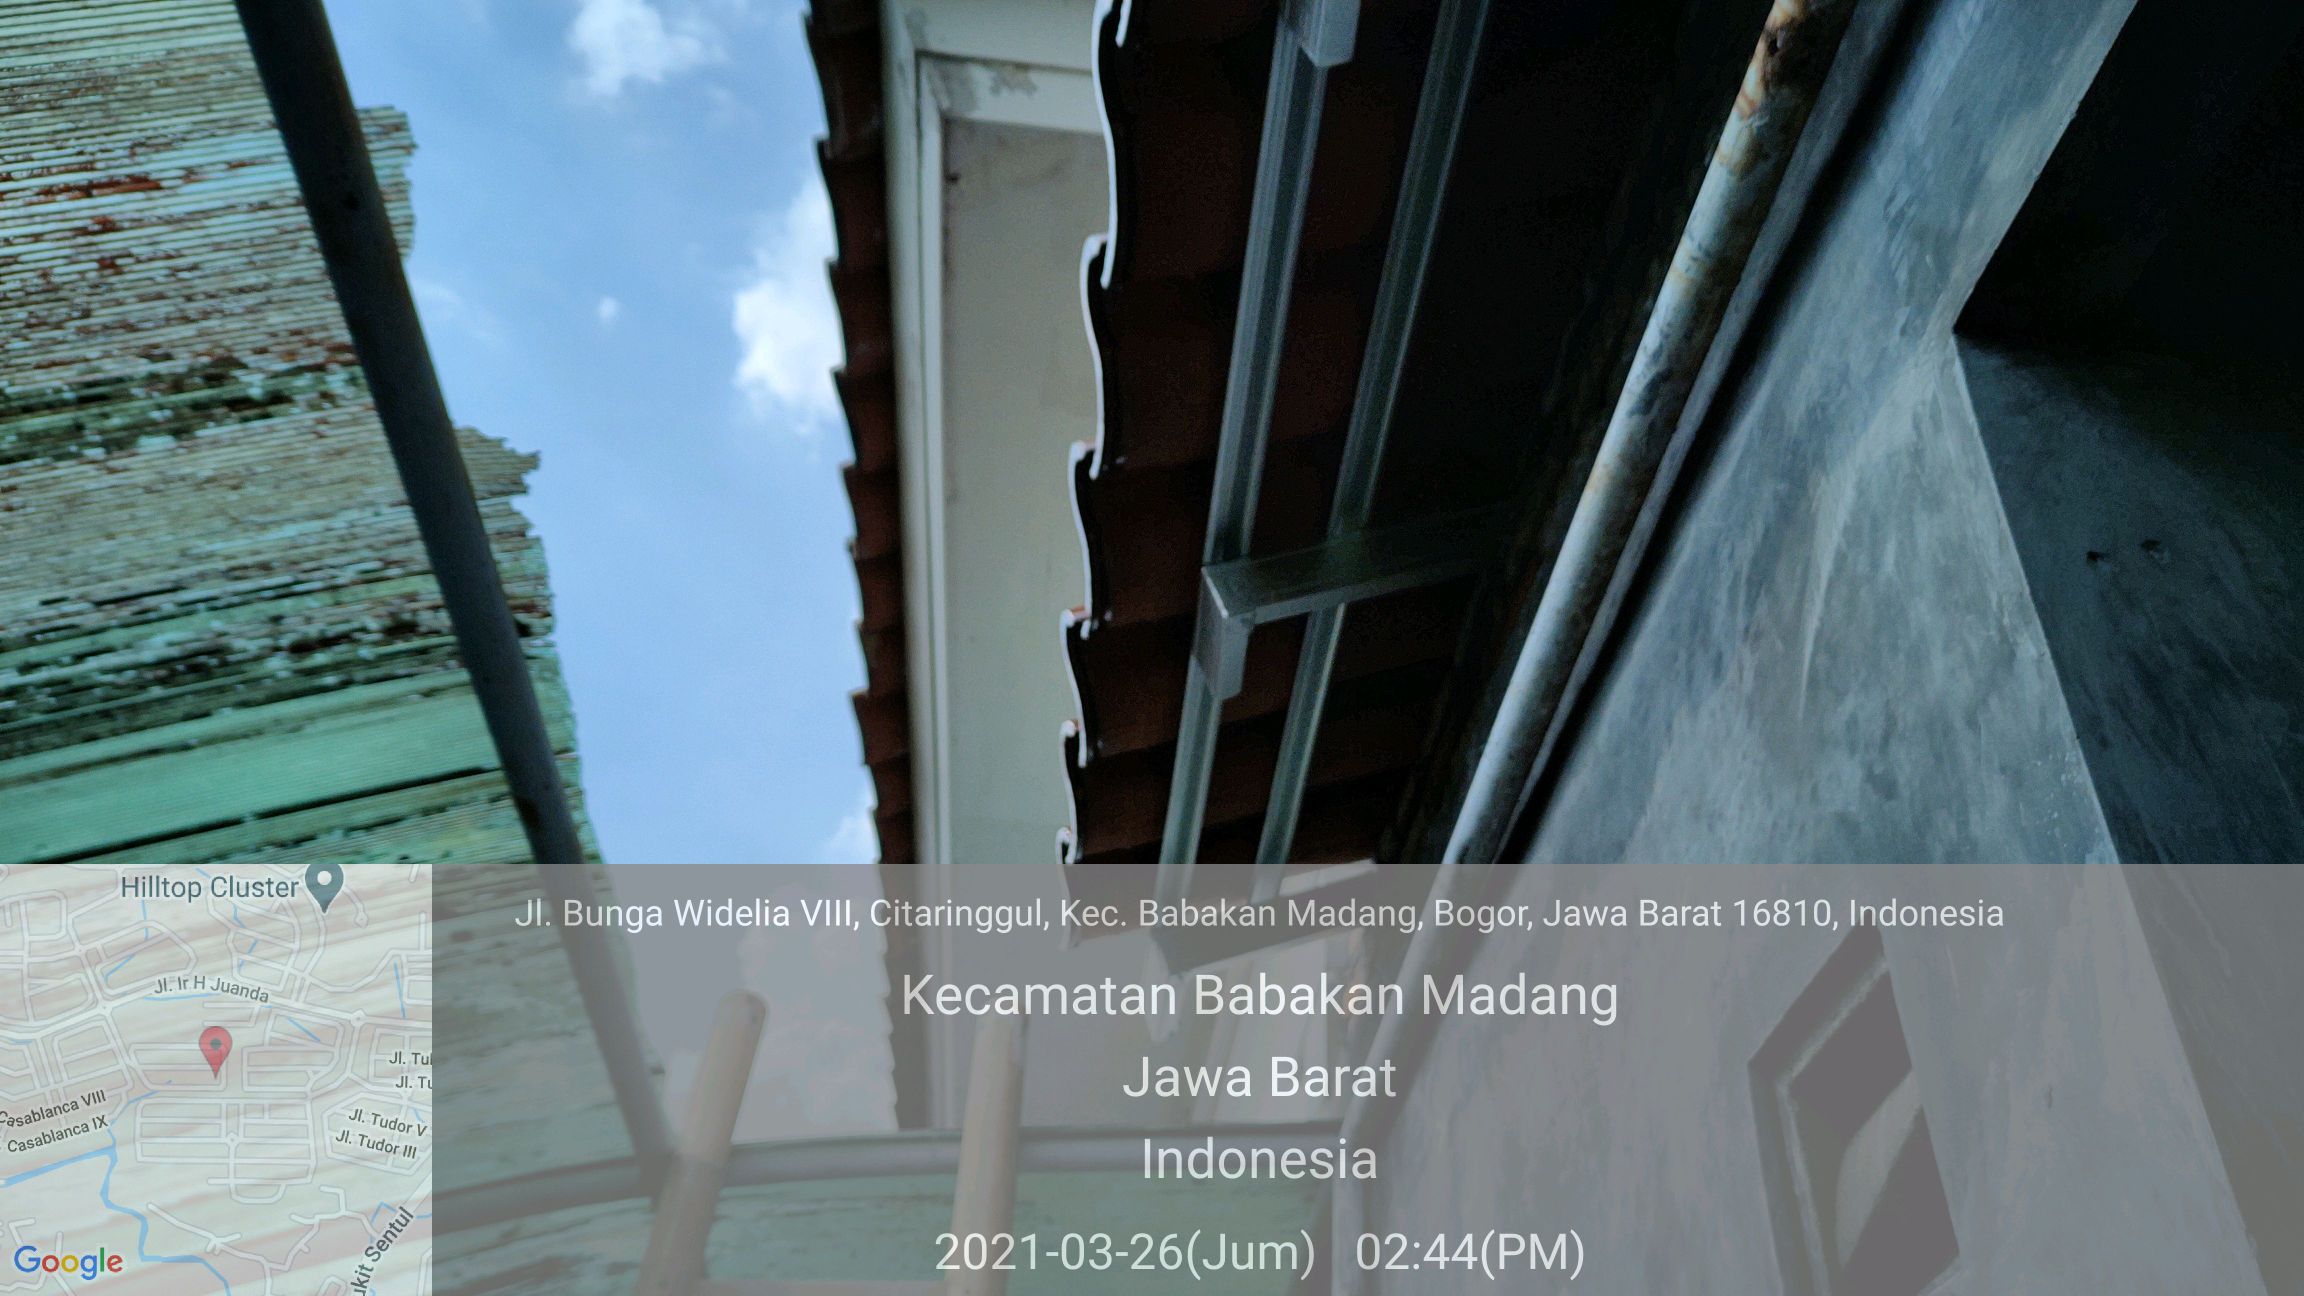 Hilltop Cluster
Jl. Ir H Juanda
Jl. Tu
Jl. Tu
Casablanca VIII
Casablanca IX
Jl. Tudor V
Jl. Tudor III
ukit Sentul
Google
Jl. Bunga Widelia VIII, Citaringgul, Kec. Babakan Madang, Bogor, Jawa Barat 16810, Indonesia
Kecamatan Babakan Madang
Jawa Barat
Indonesia
2021-03-26(Jum) 02:44(PM)